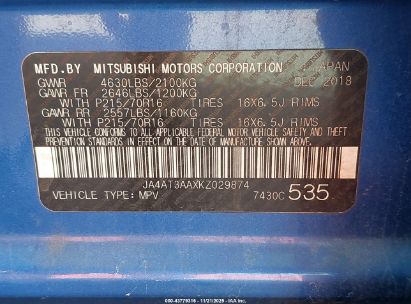 MFD.BY MITSUBISHI MOTORS CORPORATION JAPAN
GVWR 4630LBS/2100KG DEC 2018
GAWR FR 2646LBS/1200KG
WITH P215/70R16 TIRES 16X6.5J RIMS
GAWR RR 2557LBS/1160KG
WITH P215/70R16 TIRES 16X6.5J RIMS
THIS VEHICLE CONFORMS TO ALL APPLICABLE
FEDERAL MOTOR VEHICLE SAFETY, BUMPER, AND THEFT
PREVENTION STANDARDS IN EFFECT ON THE DATE OF
MANUFACTURE SHOWN ABOVE.
JA4AT3AAXKZ029874
VEHICLE TYPE: MPV 7430C 535